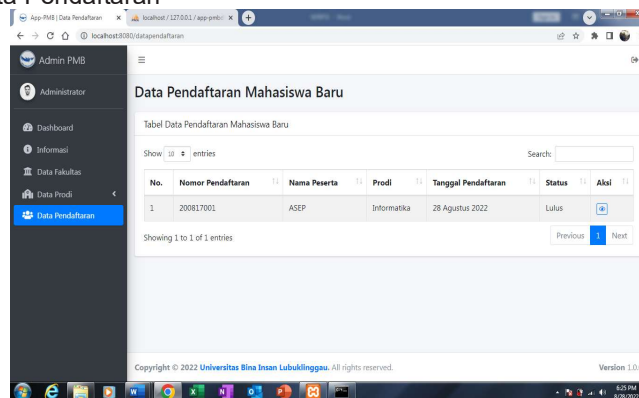 ta Pendaftaran
App-PMB | Data Pendaftaran
localhost / 127.0.0.1 / app-pmb
localhost:8080/datapendaftaran
Admin PMB
Administrator
Dashboard
Informasi
Data Fakultas
Data Prodi
Data Pendaftaran
Data Pendaftaran Mahasiswa Baru
Tabel Data Pendaftaran Mahasiswa Baru
Show 10 entries Search:
No. Nomor Pendaftaran Nama Peserta Prodi Tanggal Pendaftaran Status Aksi
1 200817001 ASEP Informatika 28 Agustus 2022 Lulus
Showing 1 to 1 of 1 entries Previous 1 Next
Copyright © 2022 Universitas Bina Insan Lubuklinggau. All rights reserved. Version 1.0.
6:25 PM
8/28/202